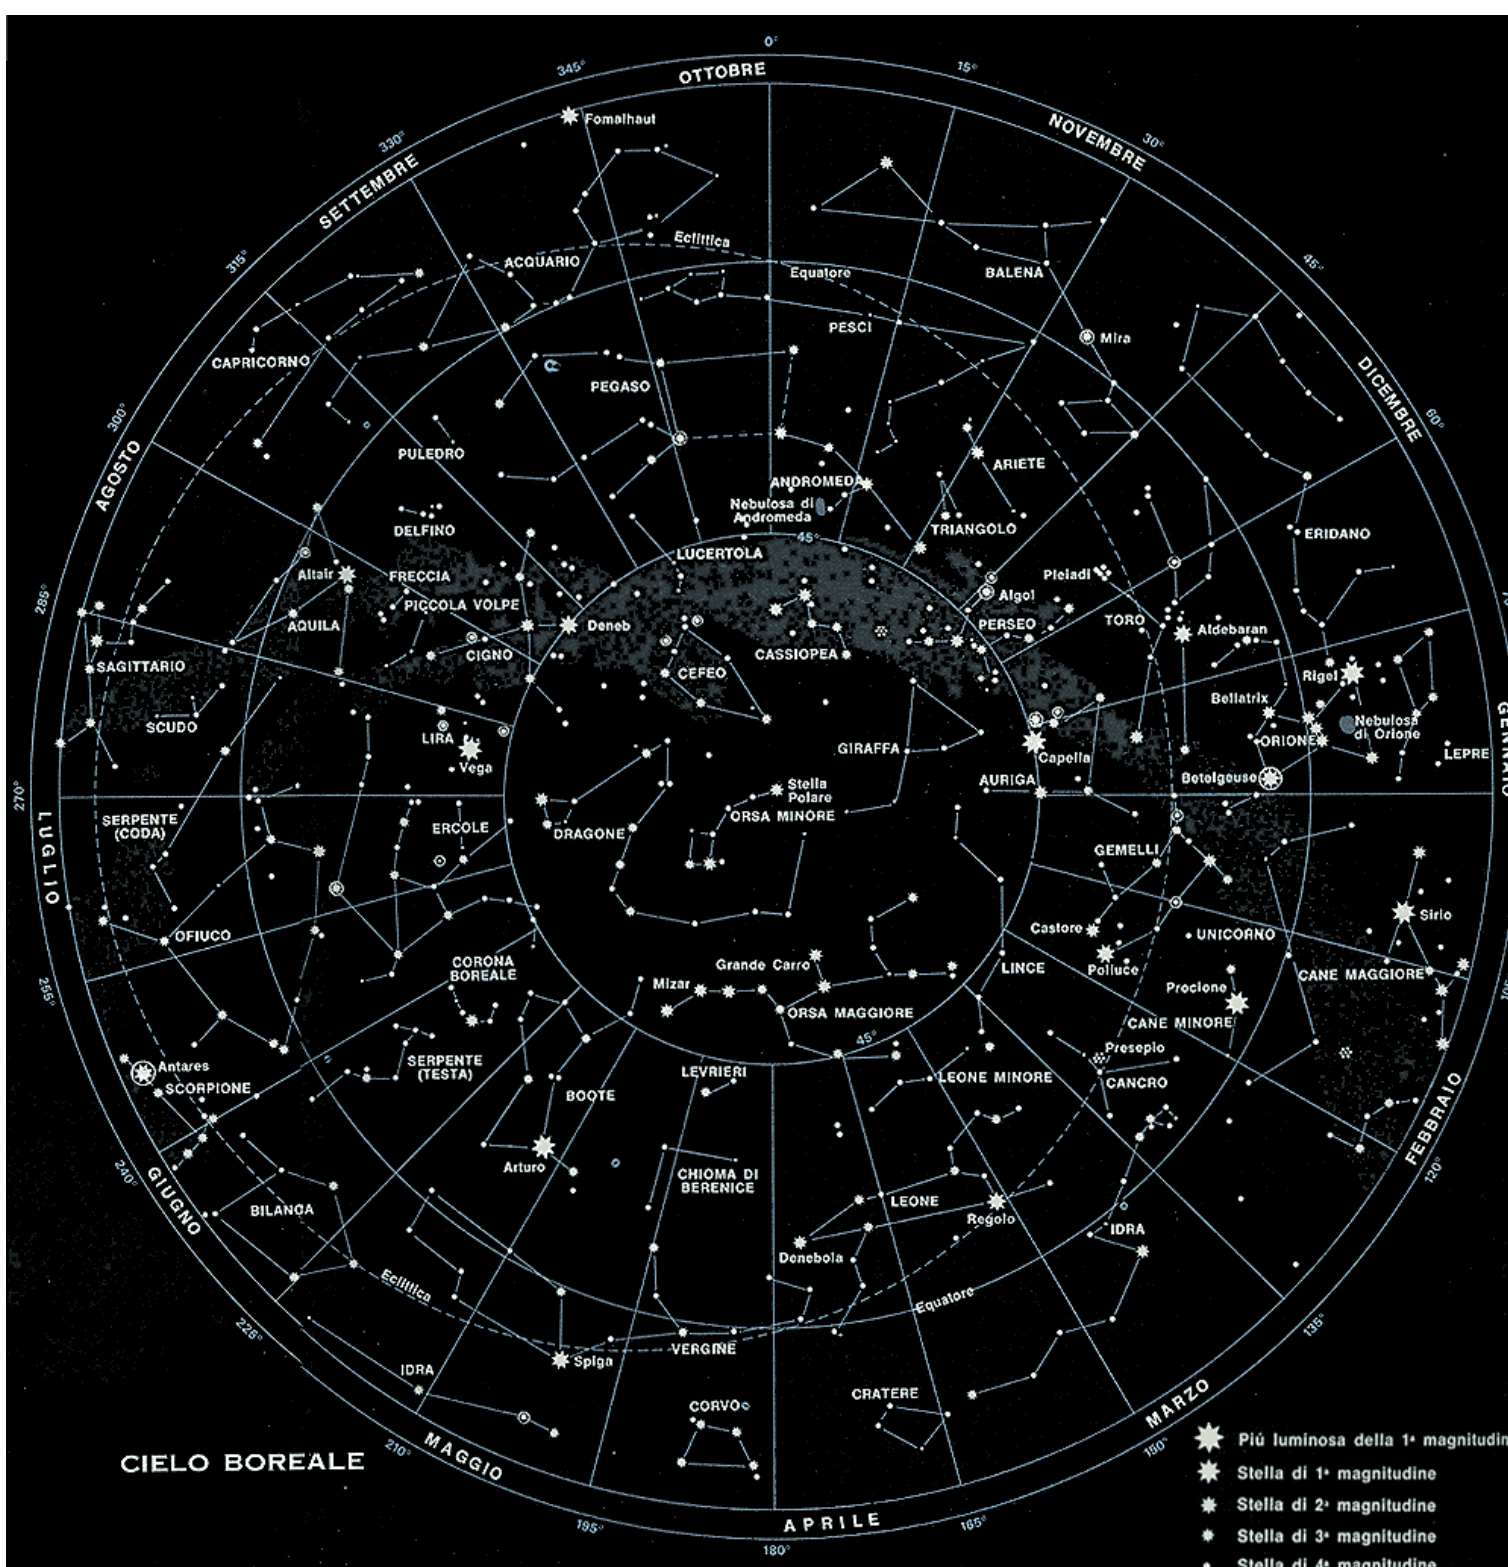 0°
345°
OTTOBRE
15°
Fomalhaut
330°
NOVEMBRE
30°
SETTEMBRE
315°
Eclittica
ACQUARIO
Equatore
BALENA
45°
CAPRICORNO
PESCI
Mira
PEGASO
DICEMBRE
300°
60°
PULEDRO
ARIETE
AGOSTO
ANDROMEDA
Nebulosa di
Andromeda
DELFINO
TRIANGOLO
ERIDANO
45°
LUCERTOLA
Altair
FRECCIA
Pleiadi
Algol
285°
PICCOLA VOLPE
AQUILA
Deneb
PERSEO
TORO
Aldebaran
CIGNO
CASSIOPEA
SAGITTARIO
CEFEO
Rigel
Bellatrix
SCUDO
LIRA
GIRAFFA
Nebulosa
di Orione
ORIONE
GENNAIO
Vega
Capella
LEPRE
AURIGA
Betelgeuse
270°
Stella
Polare
ORSA MINORE
SERPENTE
(CODA)
ERCOLE
DRAGONE
GEMELLI
LUGLIO
Sirio
OFIUCO
Castore
UNICORNO
CORONA
BOREALE
Grande Carro
LINCE
Polluce
CANE MAGGIORE
255°
Mizar
Procione
ORSA MAGGIORE
CANE MINORE
45°
SERPENTE
(TESTA)
Presepio
Antares
LEVRIERI
LEONE MINORE
CANCRO
SCORPIONE
BOOTE
FEBBRAIO
240°
Arturo
CHIOMA DI
BERENICE
120°
GIUGNO
BILANCA
LEONE
Regolo
IDRA
Denebola
Eclittica
Equatore
225°
135°
VERGINE
Spiga
IDRA
CRATERE
MARZO
CORVO
210°
MAGGIO
150°
CIELO BOREALE
Piú luminosa della 1ª magnitudin
Stella di 1ª magnitudine
Stella di 2ª magnitudine
APRILE
195°
165°
180°
Stella di 3ª magnitudine
Stella di 4ª magnitudine